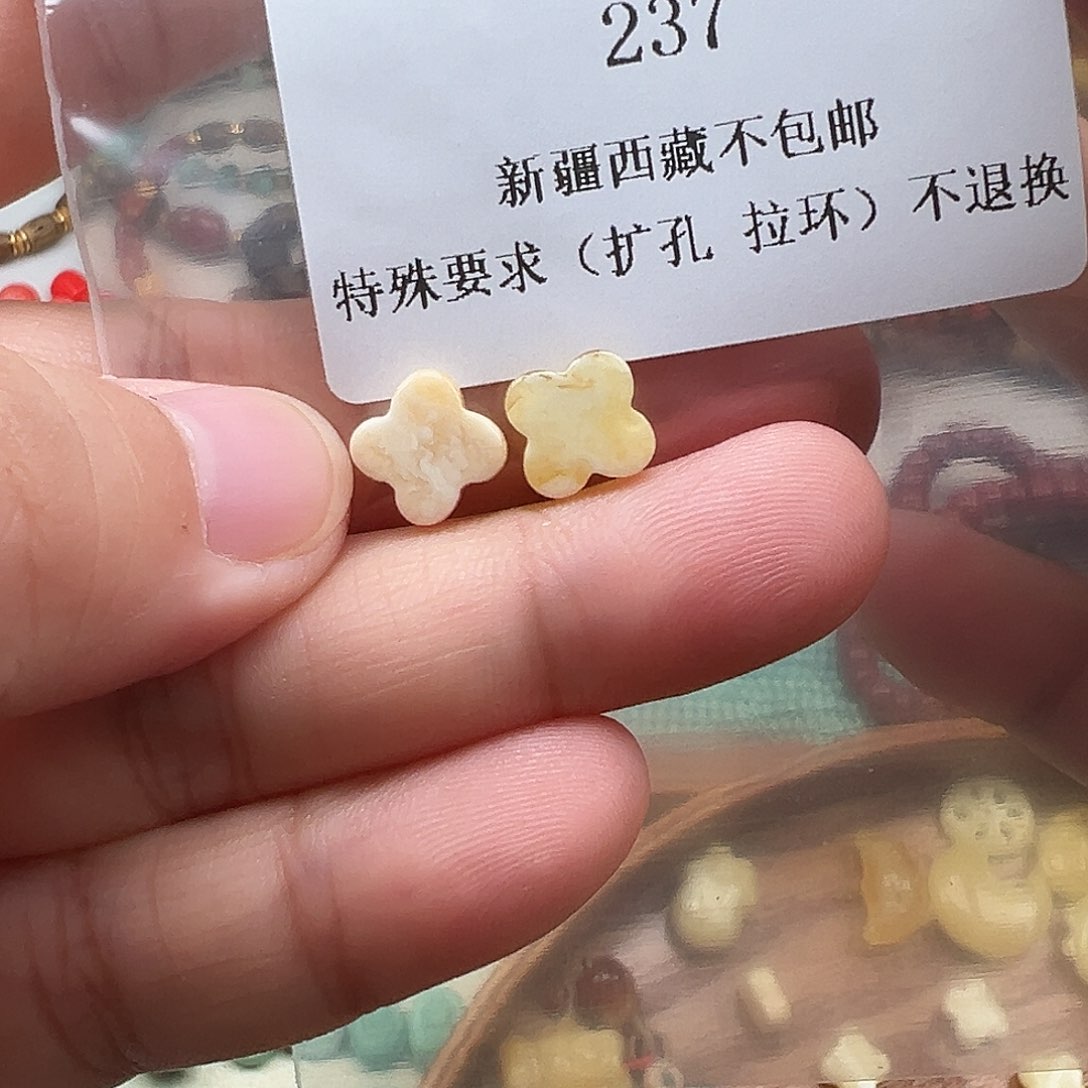 237
新疆西藏不包邮
特殊要求（扩孔 拉环）不退换